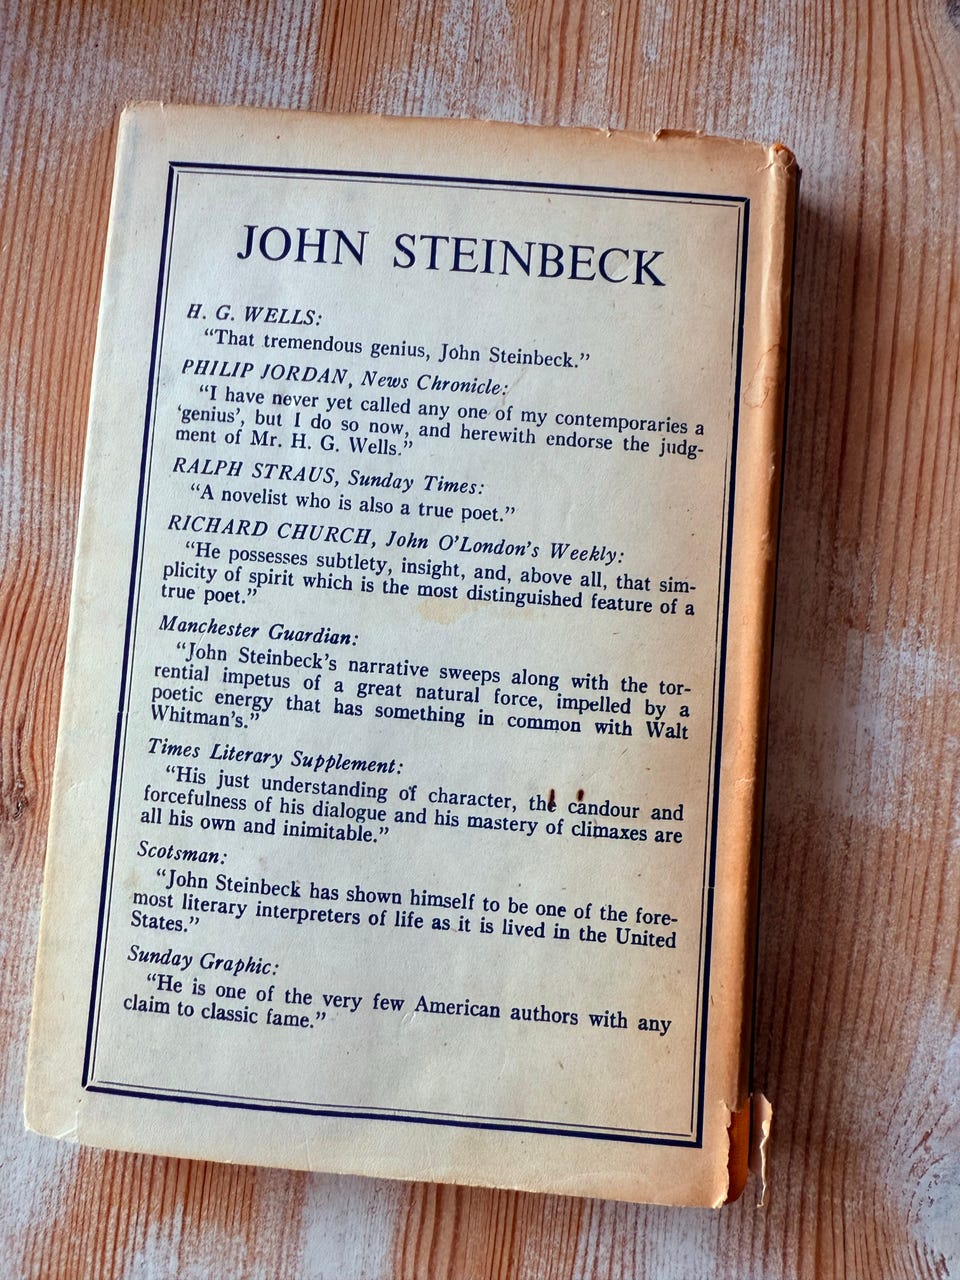 JOHN STEINBECK
H. G. WELLS:
“That tremendous genius, John Steinbeck.”
PHILIP JORDAN, News Chronicle:
“I have never yet called any one of my contemporaries a
‘genius’, but I do so now, and herewith endorse the judg-
ment of Mr. H. G. Wells.”
RALPH STRAUS, Sunday Times:
“A novelist who is also a true poet.”
RICHARD CHURCH, John O’London’s Weekly:
“He possesses subtlety, insight, and, above all, that sim-
plicity of spirit which is the most distinguished feature of a
true poet.”
Manchester Guardian:
“John Steinbeck’s narrative sweeps along with the tor-
rential impetus of a great natural force, impelled by a
poetic energy that has something in common with Walt
Whitman’s.”
Times Literary Supplement:
“His just understanding of character, the candour and
forcefulness of his dialogue and his mastery of climaxes are
all his own and inimitable.”
Scotsman:
“John Steinbeck has shown himself to be one of the fore-
most literary interpreters of life as it is lived in the United
States.”
Sunday Graphic:
“He is one of the very few American authors with any
claim to classic fame.”